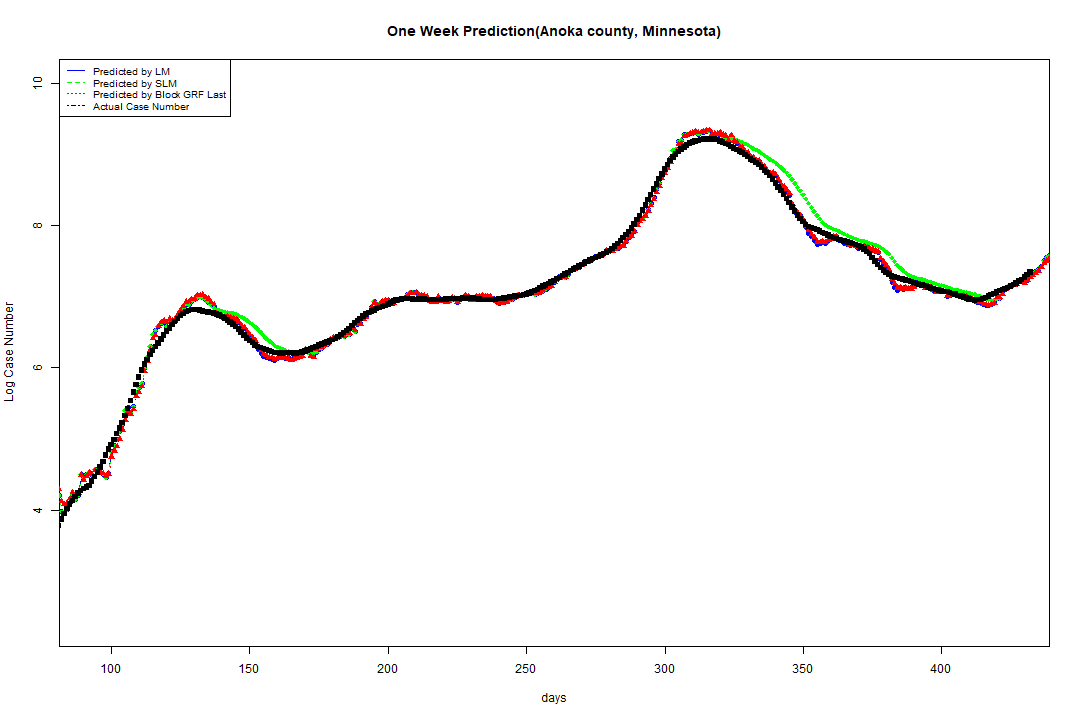 One Week Prediction(Anoka county, Minnesota)
Predicted by LM
Predicted by SLM
Predicted by Block GRF Last
Actual Case Number
10
8
6
4
Log Case Number
100 150 200 250 300 350 400
days